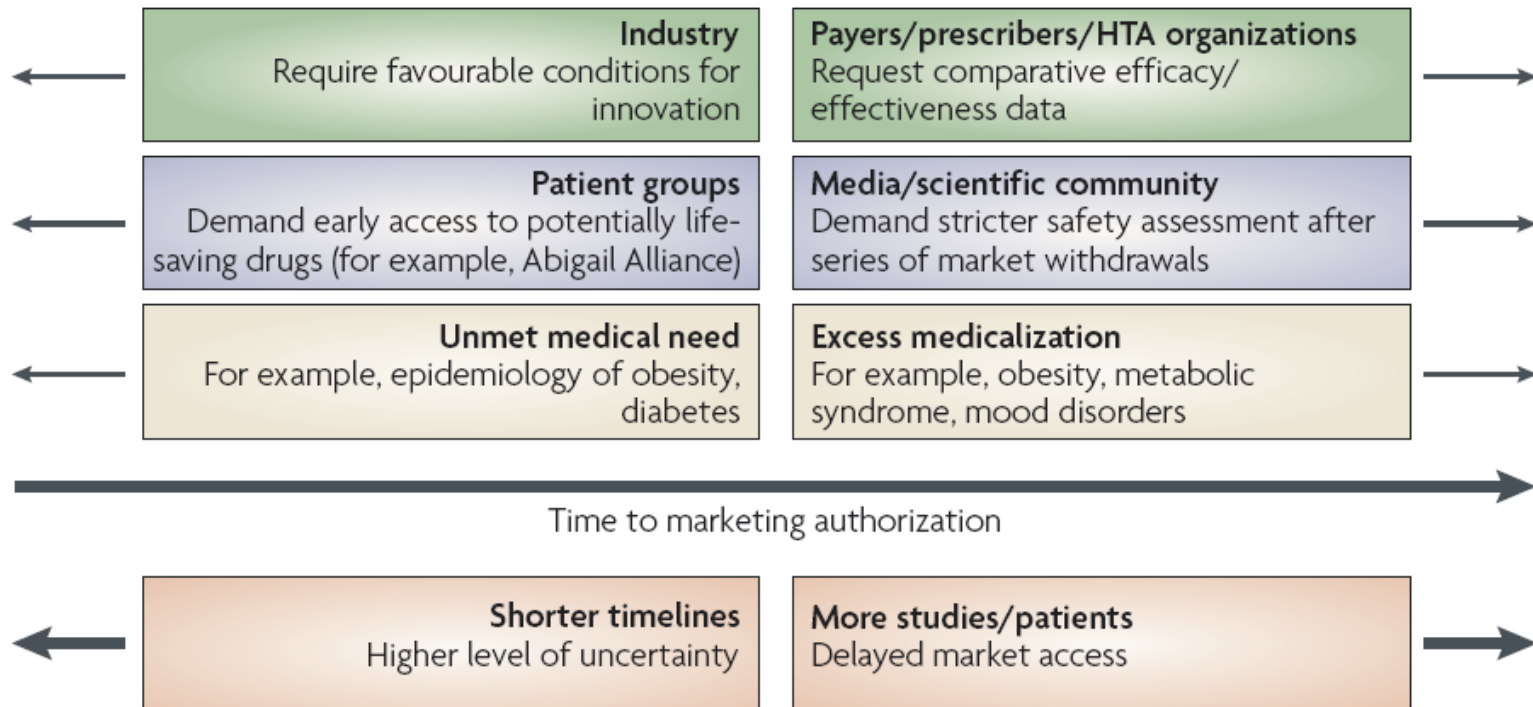 Industry
Require favourable conditions for
innovation
Payers/prescribers/HTA organizations
Request comparative efficacy/
effectiveness data
Patient groups
Demand early access to potentially life-
saving drugs (for example, Abigail Alliance)
Media/scientific community
Demand stricter safety assessment after
series of market withdrawals
Unmet medical need
For example, epidemiology of obesity,
diabetes
Excess medicalization
For example, obesity, metabolic
syndrome, mood disorders
Time to marketing authorization
Shorter timelines
Higher level of uncertainty
More studies/patients
Delayed market access